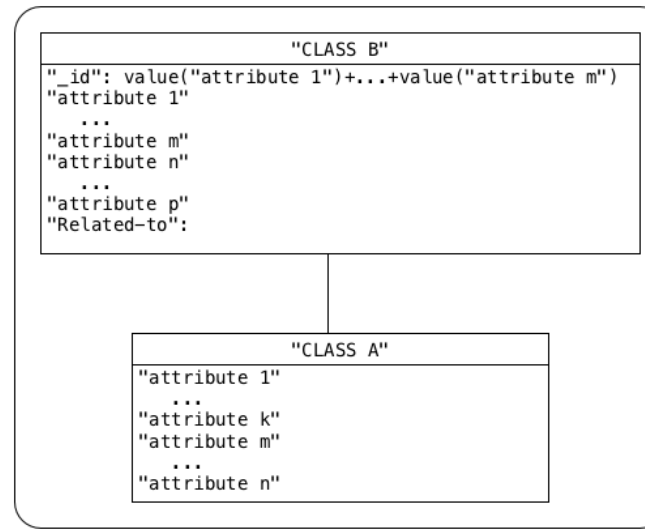 "CLASS B"
"_id": value("attribute 1")+...+value("attribute m")
"attribute 1"
...
"attribute m"
"attribute n"
...
"attribute p"
"Related-to":
"CLASS A"
"attribute 1"
...
"attribute k"
"attribute m"
...
"attribute n"